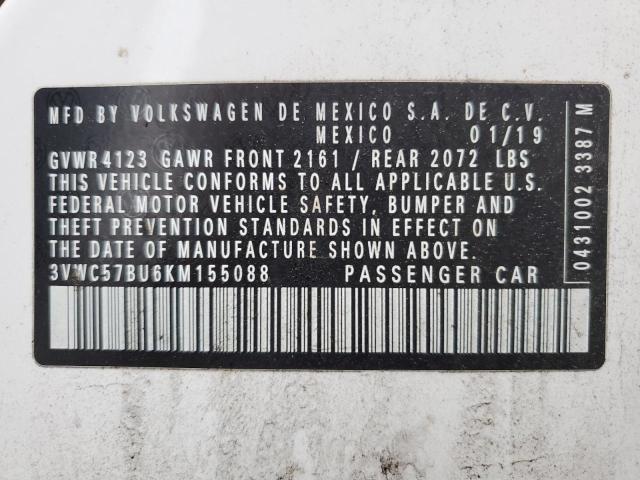 MFD BY VOLKSWAGEN DE MEXICO S.A. DE C.V.
MEXICO 01/19
GVWR 4123 GAWR FRONT 2161 / REAR 2072 LBS
THIS VEHICLE CONFORMS TO ALL APPLICABLE U.S.
FEDERAL MOTOR VEHICLE SAFETY, BUMPER AND
THEFT PREVENTION STANDARDS IN EFFECT ON
THE DATE OF MANUFACTURE SHOWN ABOVE.
3VWC57BU6KM155088 PASSENGER CAR
0431002 3387 M